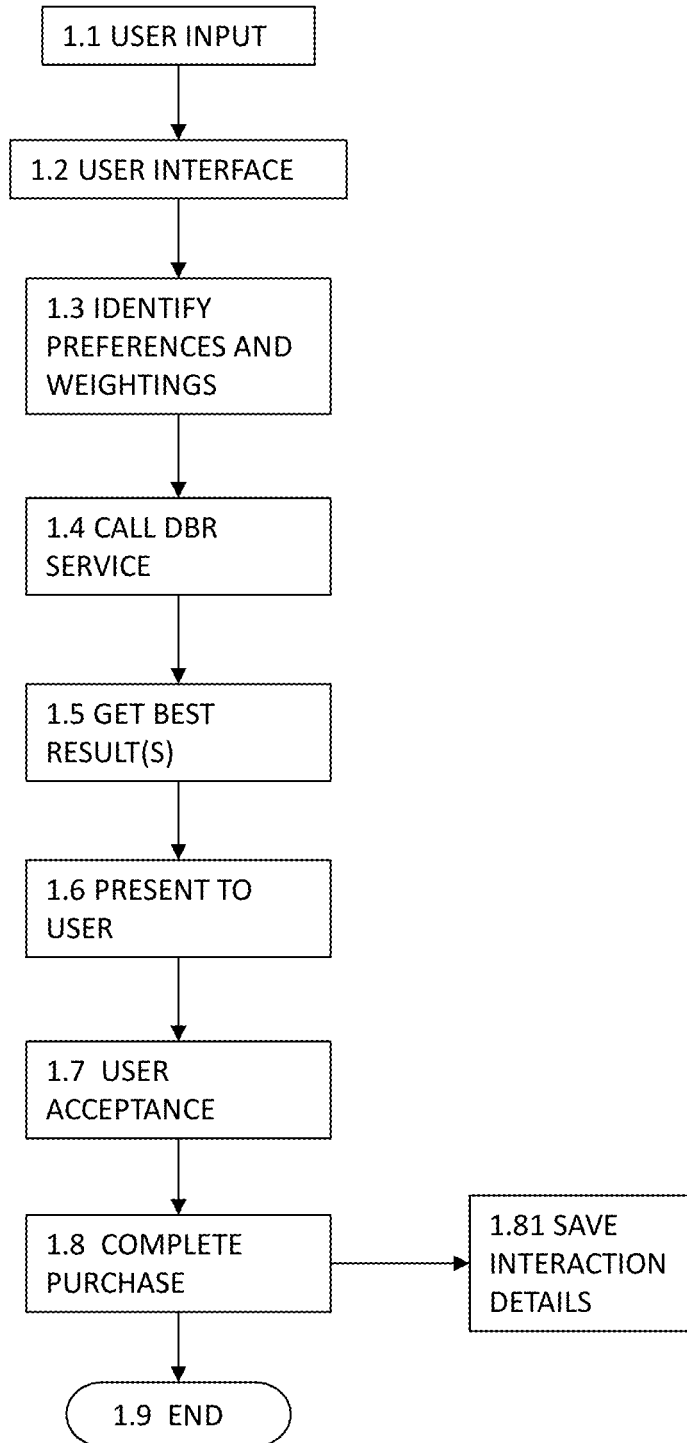 1.1 USER INPUT
1.2 USER INTERFACE
1.3 IDENTIFY
PREFERENCES AND
WEIGHTINGS
1.4 CALL DBR
SERVICE
1.5 GET BEST
RESULT(S)
1.6 PRESENT TO
USER
1.7 USER
ACCEPTANCE
1.8 COMPLETE
PURCHASE
1.81 SAVE
INTERACTION
DETAILS
1.9 END